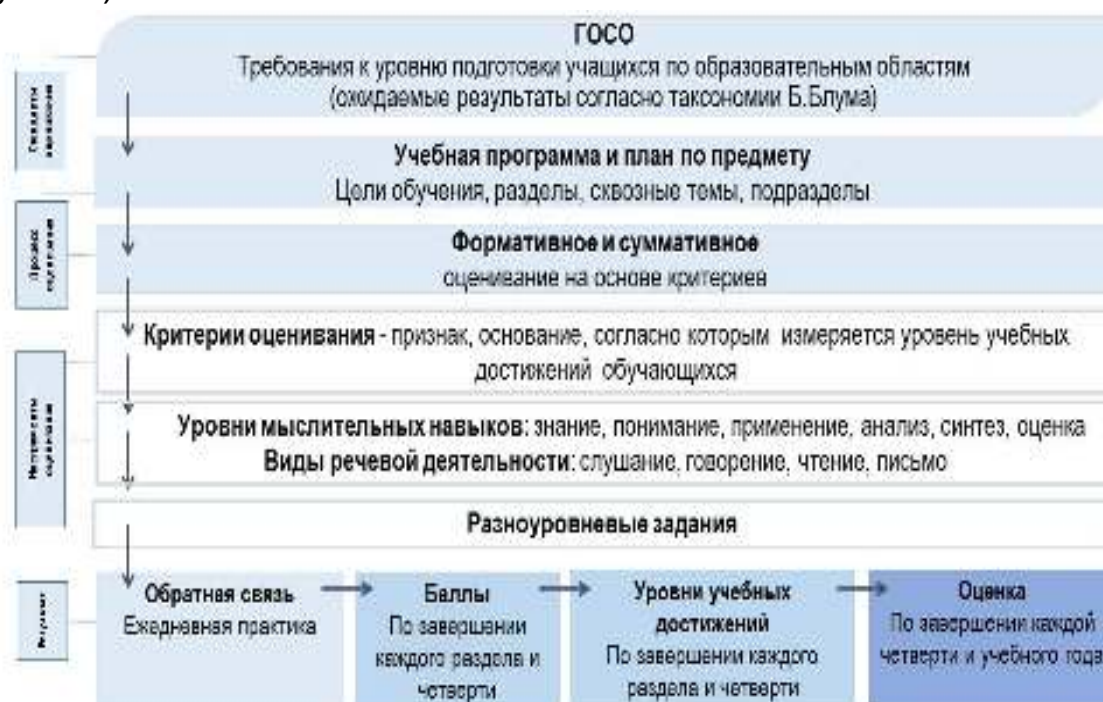 ГОСО
Требования к уровню подготовки учащихся по образовательным областям
(ожидаемые результаты согласно таксономии Б.Блума)
Учебная программа и план по предмету
Цели обучения, разделы, сквозные темы, подразделы
Формативное и суммативное
оценивание на основе критериев
Критерии оценивания - признак, основание, согласно которым измеряется уровень учебных
достижений обучающихся
Уровни мыслительных навыков: знание, понимание, применение, анализ, синтез, оценка
Виды речевой деятельности: слушание, говорение, чтение, письмо
Разноуровневые задания
Обратная связь
Ежедневная практика
Баллы
По завершении
каждого раздела и
четверти
Уровни учебных
достижений
По завершении каждого
раздела и четверти
Оценка
По завершении каждой
четверти и учебного года